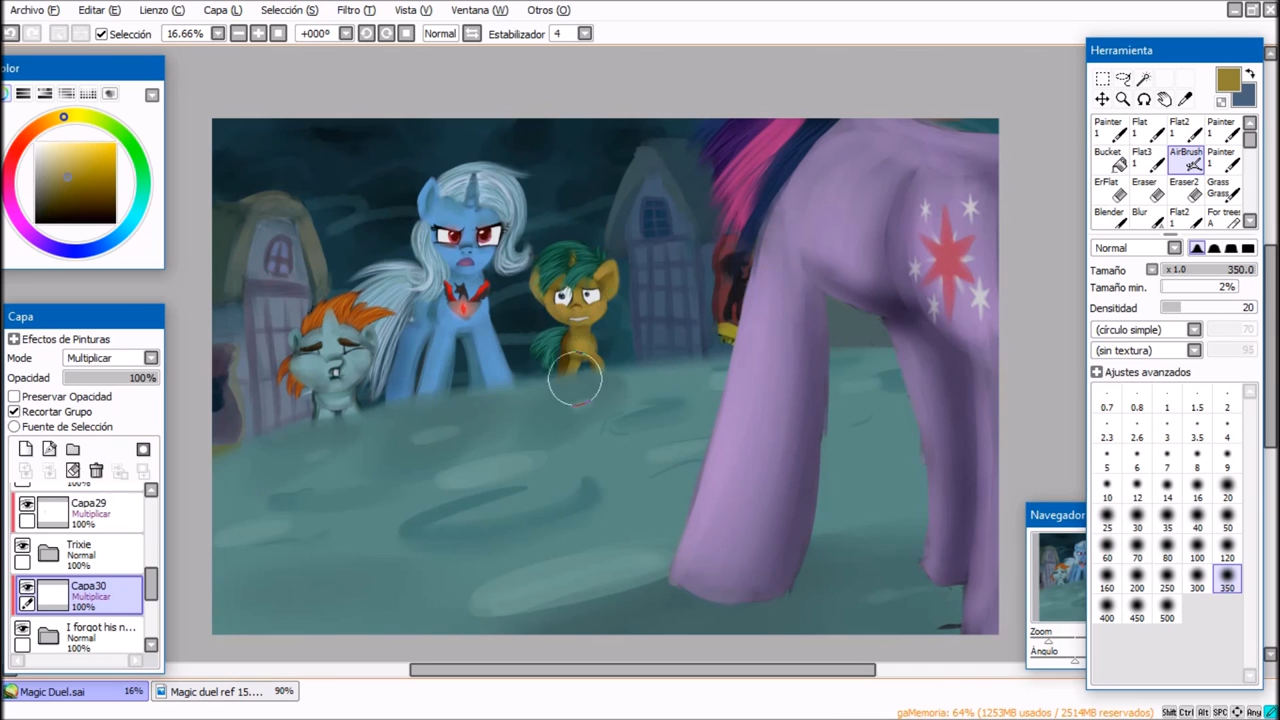 Archivo (F) Editar (E) Lienzo (C) Capa (L) Selección (S) Filtro (T) Vista (V) Ventana (W) Otros (O)
Selección 16.66% +000º Normal Estabilizador 4
olor
Capa
Efectos de Pinturas
Mode Multiplicar
Opacidad 100%
Preservar Opacidad
Recortar Grupo
Fuente de Selección
100%
Capa29
Multiplicar
100%
Trixie
Normal
100%
Capa30
Multiplicar
100%
I forgot his n...
Normal
100%
Navegador
Zoom
Ángulo
Herramienta
Painter Flat Flat2 Painter
1 1 1 1
Bucket Flat3 AirBrush Painter
1 1
ErFlat Eraser Eraser2 Grass
Grass
Blender Blur Flat2 For trees
1 A
Normal
Tamaño x 1.0 350.0
Tamaño min. 2%
Densitidad 20
(círculo simple) 70
(sin textura) 95
Ajustes avanzados
0.7 0.8 1 1.5 2
2.3 2.6 3 3.5 4
5 6 7 8 9
10 12 14 16 20
25 30 35 40 50
60 70 80 100 120
160 200 250 300 350
400 450 500
Magic Duel.sai 16% Magic duel ref 15.... 90%
gaMemoria: 64% (1253MB usados / 2514MB reservados) Shift Ctrl Alt SPC Any